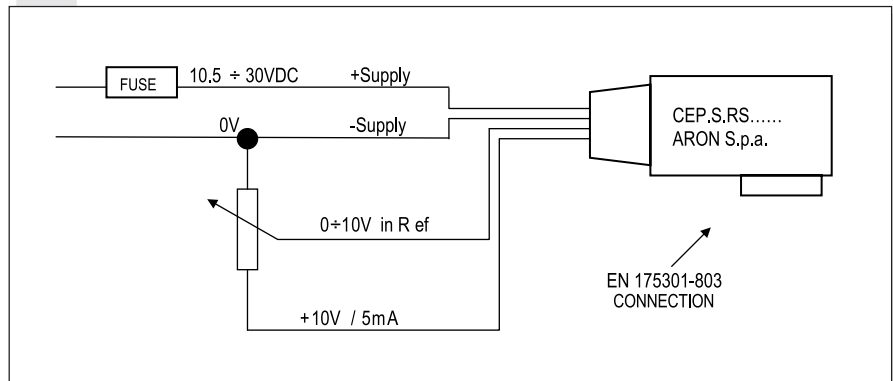 FUSE
10.5 ÷ 30VDC
+Supply
0V
-Supply
0÷10V in R ef
+10V / 5mA
CEP.S.RS......
ARON S.p.a.
EN 175301-803
CONNECTION